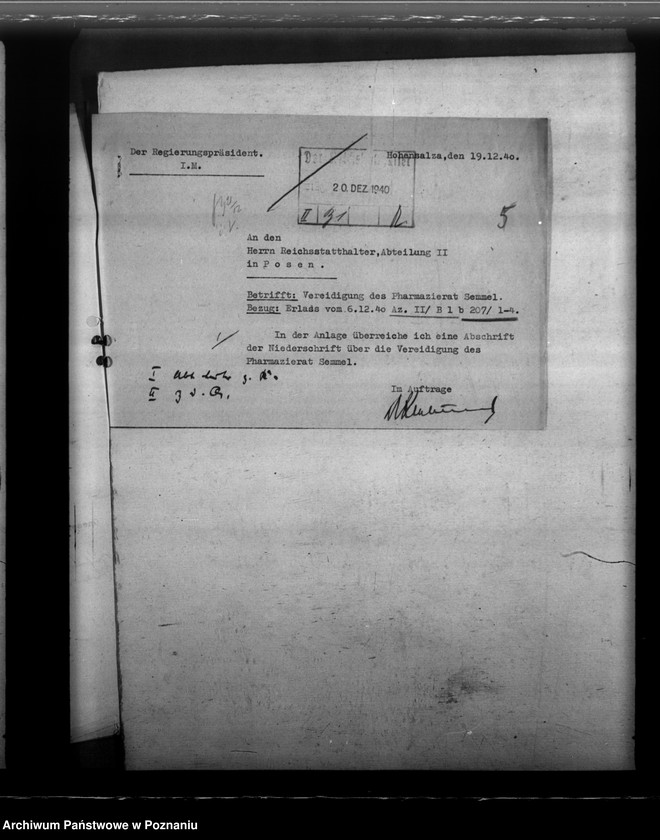 Der Regierungspräsident.
I.M.
Hohensalza,den 19.12.40.
20. DEZ. 1940
II
5
An den
Herrn Reichsstatthalter,Abteilung II
in P o s e n .
Betrifft: Vereidigung des Pharmazierat Semmel.
Bezug: Erlass vom 6.12.40 Az. II/ B 1 b 207/ 1-4.
In der Anlage überreiche ich eine Abschrift
der Niederschrift über die Vereidigung des
Pharmazierat Semmel.
I
II z. d. A.
Im Auftrage
Archiwum Państwowe w Poznaniu